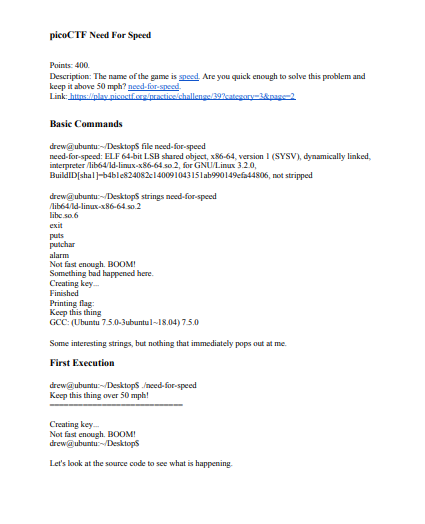 picoCTF Need For Speed
Points: 400.
Description: The name of the game is speed. Are you quick enough to solve this problem and
keep it above 50 mph? need-for-speed.
Link: https://play.picoctf.org/practice/challenge/39?category=3&page=2
Basic Commands
drew@ubuntu:~/Desktop$ file need-for-speed
need-for-speed: ELF 64-bit LSB shared object, x86-64, version 1 (SYSV), dynamically linked,
interpreter /lib64/ld-linux-x86-64.so.2, for GNU/Linux 3.2.0,
BuildID[sha1]=b4b1e824082c140091043151ab990149efa44806, not stripped
drew@ubuntu:~/Desktop$ strings need-for-speed
/lib64/ld-linux-x86-64.so.2
libc.so.6
exit
puts
putchar
alarm
Not fast enough. BOOM!
Something bad happened here.
Creating key...
Finished
Printing flag:
Keep this thing
GCC: (Ubuntu 7.5.0-3ubuntu1~18.04) 7.5.0
Some interesting strings, but nothing that immediately pops out at me.
First Execution
drew@ubuntu:~/Desktop$ ./need-for-speed
Keep this thing over 50 mph!
============================
Creating key...
Not fast enough. BOOM!
drew@ubuntu:~/Desktop$
Let's look at the source code to see what is happening.